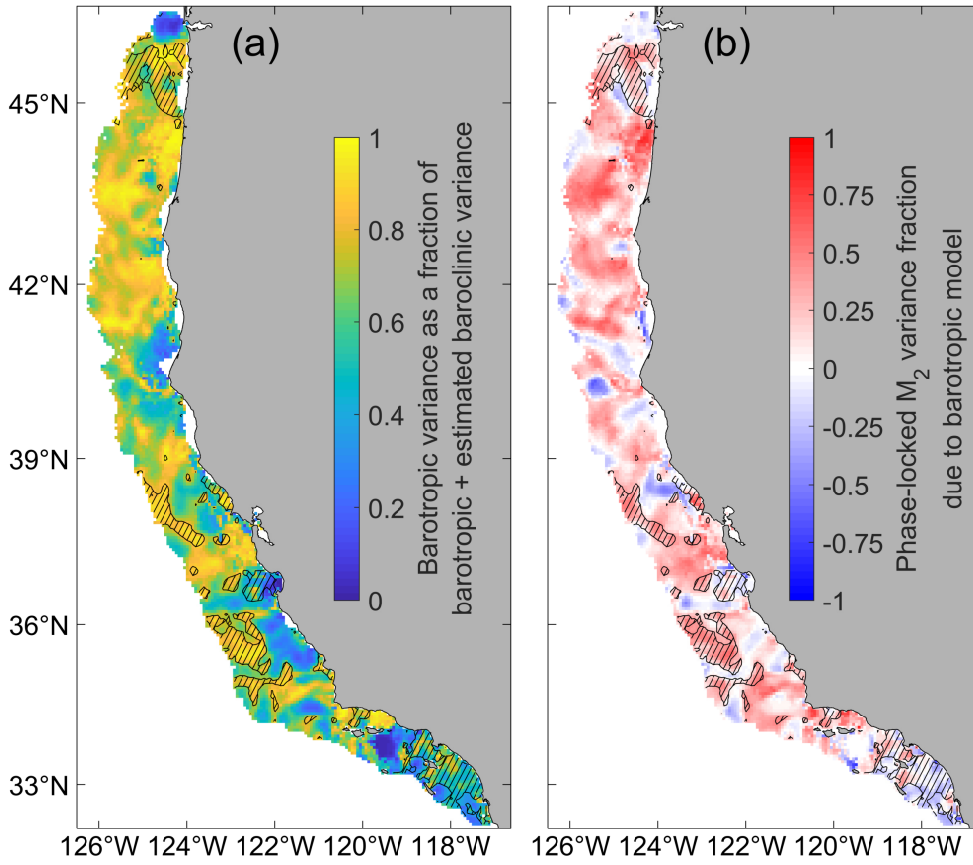 (a)
45°N
42°N
39°N
36°N
33°N
126°W 124°W 122°W 120°W 118°W
1
0.8
0.6
0.4
0.2
0
Barotropic variance as a fraction of
barotropic + estimated baroclinic variance
(b)
126°W 124°W 122°W 120°W 118°W
1
0.75
0.5
0.25
0
-0.25
-0.5
-0.75
-1
Phase-locked M₂ variance fraction
due to barotropic model